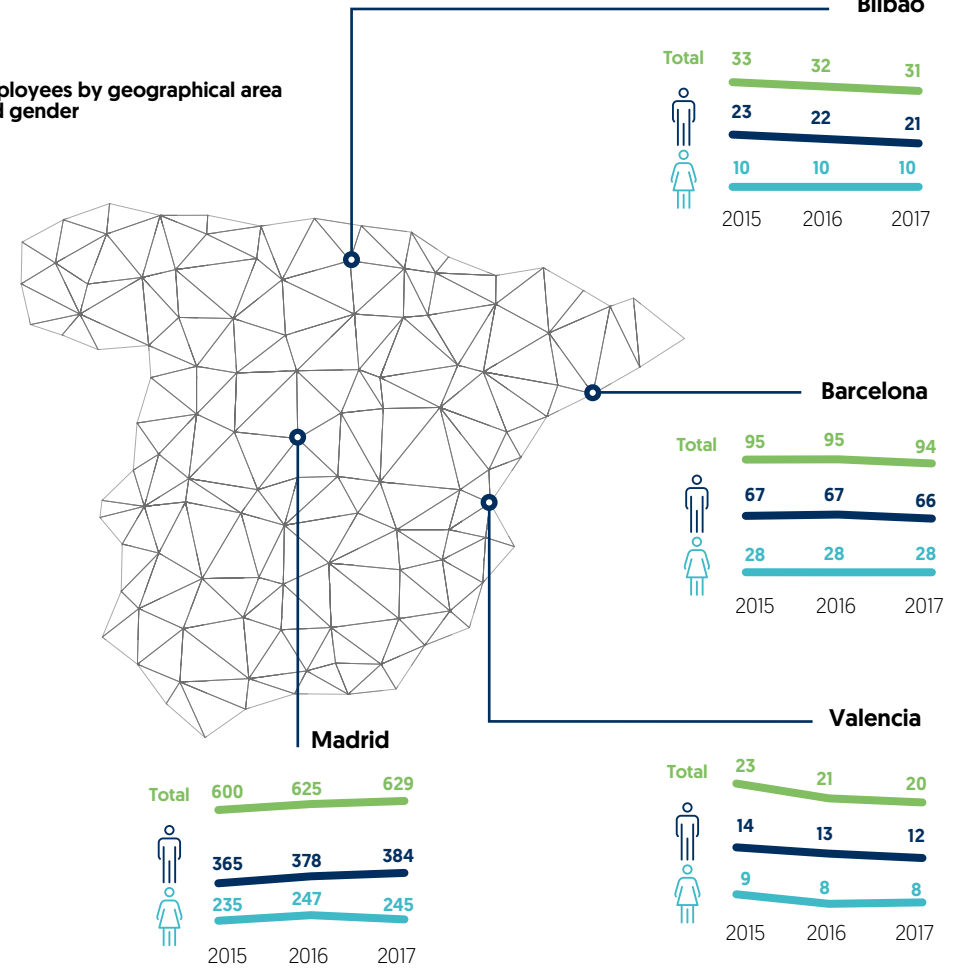 Bilbao
by geographical area
gender
Total 33 32 31
23 22 21
10 10 10
2015 2016 2017
Barcelona
Total 95 95 94
67 67 66
28 28 28
2015 2016 2017
Valencia
Total 23 21 20
14 13 12
9 8 8
2015 2016 2017
Madrid
Total 600 625 629
365 378 384
235 247 245
2015 2016 2017